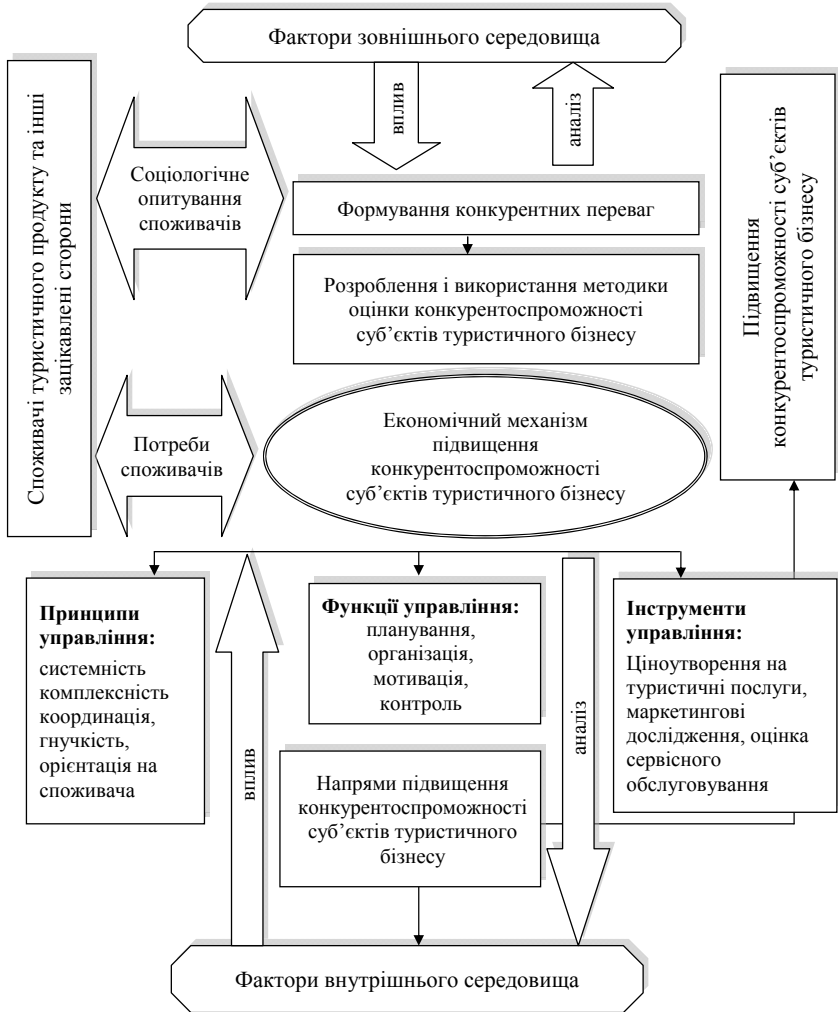 Фактори зовнішнього середовища
вплив
аналіз
Споживачі туристичного продукту та інші
зацікавлені сторони
Соціологічне
опитування
споживачів
Формування конкурентних переваг
Розроблення і використання методики
оцінки конкурентоспроможності
суб’єктів туристичного бізнесу
Підвищення
конкурентоспроможності суб’єктів
туристичного бізнесу
Потреби
споживачів
Економічний механізм
підвищення
конкурентоспроможності
суб’єктів туристичного бізнесу
Принципи
управління:
системність
комплексність
координація,
гнучкість,
орієнтація на
споживача
вплив
Функції управління:
планування,
організація,
мотивація,
контроль
аналіз
Інструменти
управління:
Ціноутворення на
туристичні послуги,
маркетингові
дослідження, оцінка
сервісного
обслуговування
Напрями підвищення
конкурентоспроможності
суб’єктів туристичного
бізнесу
Фактори внутрішнього середовища